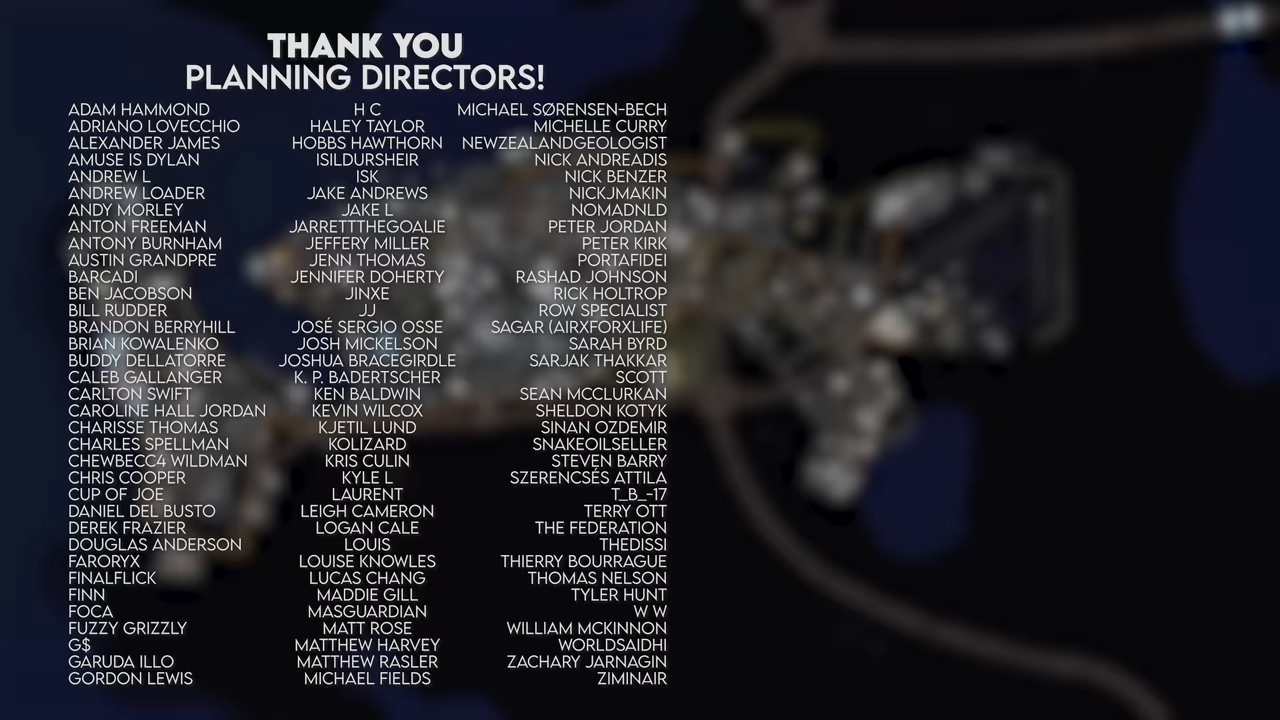 THANK YOU
PLANNING DIRECTORS!
ADAM HAMMOND
ADRIANO LOVECCHIO
ALEXANDER JAMES
AMUSE IS DYLAN
ANDREW L
ANDREW LOADER
ANDY MORLEY
ANTON FREEMAN
ANTONY BURNHAM
AUSTIN GRANDPRE
BARCADI
BEN JACOBSON
BILL RUDDER
BRANDON BERRYHILL
BRIAN KOWALENKO
BUDDY DELLATORRE
CALEB GALLANGER
CARLTON SWIFT
CAROLINE HALL JORDAN
CHARISSE THOMAS
CHARLES SPELLMAN
CHEWBECC4 WILDMAN
CHRIS COOPER
CUP OF JOE
DANIEL DEL BUSTO
DEREK FRAZIER
DOUGLAS ANDERSON
FARORYX
FINALFLICK
FINN
FOCA
FUZZY GRIZZLY
G$
GARUDA ILLO
GORDON LEWIS
H C
HALEY TAYLOR
HOBBS HAWTHORN
ISILDURSHEIR
ISK
JAKE ANDREWS
JAKE L
JARRETTTHEGOALIE
JEFFERY MILLER
JENN THOMAS
JENNIFER DOHERTY
JINXE
JJ
JOSÉ SERGIO OSSE
JOSH MICKELSON
JOSHUA BRACEGIRDLE
K. P. BADERTSCHER
KEN BALDWIN
KEVIN WILCOX
KJETIL LUND
KOLIZARD
KRIS CULIN
KYLE L
LAURENT
LEIGH CAMERON
LOGAN CALE
LOUIS
LOUISE KNOWLES
LUCAS CHANG
MADDIE GILL
MASGUARDIAN
MATT ROSE
MATTHEW HARVEY
MATTHEW RASLER
MICHAEL FIELDS
MICHAEL SØRENSEN-BECH
MICHELLE CURRY
NEWZEALANDGEOLOGIST
NICK ANDREADIS
NICK BENZER
NICKJMAKIN
NOMADNLD
PETER JORDAN
PETER KIRK
PORTAFIDEI
RASHAD JOHNSON
RICK HOLTROP
ROW SPECIALIST
SAGAR (AIRXFORXLIFE)
SARAH BYRD
SARJAK THAKKAR
SCOTT
SEAN MCCLURKAN
SHELDON KOTYK
SINAN OZDEMIR
SNAKEOILSELLER
STEVEN BARRY
SZERENCSÉS ATTILA
T_B_-17
TERRY OTT
THE FEDERATION
THEDISSI
THIERRY BOURRAGUE
THOMAS NELSON
TYLER HUNT
W W
WILLIAM MCKINNON
WORLDSAIDHI
ZACHARY JARNAGIN
ZIMINAIR